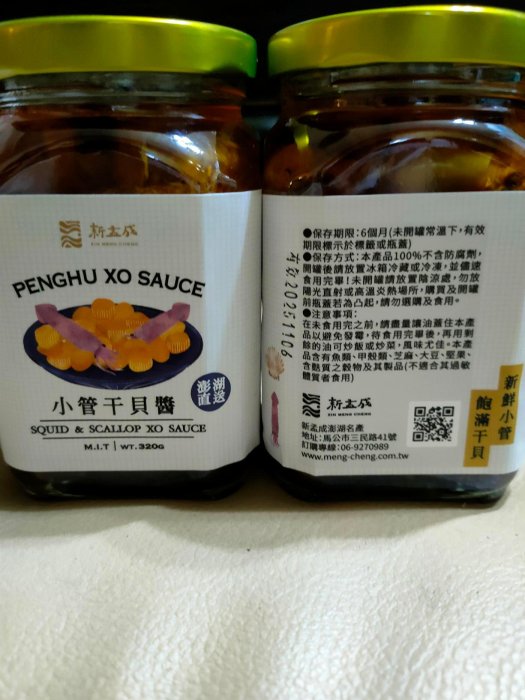 新孟成
XIN MENG CHENG
PENGHU XO SAUCE
澎湖
直送
小管干貝醬
SQUID & SCALLOP XO SAUCE
M.I.T | WT. 320G
●保存期限：6個月(未開罐常溫下，有效
期限標示於標籤或瓶蓋)
●保存方式：本產品100%不含防腐劑，
開罐後請放置冰箱冷藏或冷凍，並儘速
食用完畢！未開罐請放置陰涼處，勿放
陽光直射或高溫炎熱場所，購買及開罐
前瓶蓋若為凸起，請勿選購及食用。
●注意事項：
在未食用完之前，請盡量讓油蓋住本產
品以避免發霉，待食用完畢後，再用剩
餘的油可炒飯或炒菜，風味尤佳。本產
品含有魚類、甲殼類、芝麻、大豆、堅果、
含麩質之穀物及其製品(不適合其過敏
體質者食用)
有效20251106
新孟成
XIN MENG CHENG
新孟成澎湖名產
地址：馬公市三民路41號
訂購專線：06-9270989
www.meng-cheng.com.tw
新鮮小管
飽滿干貝